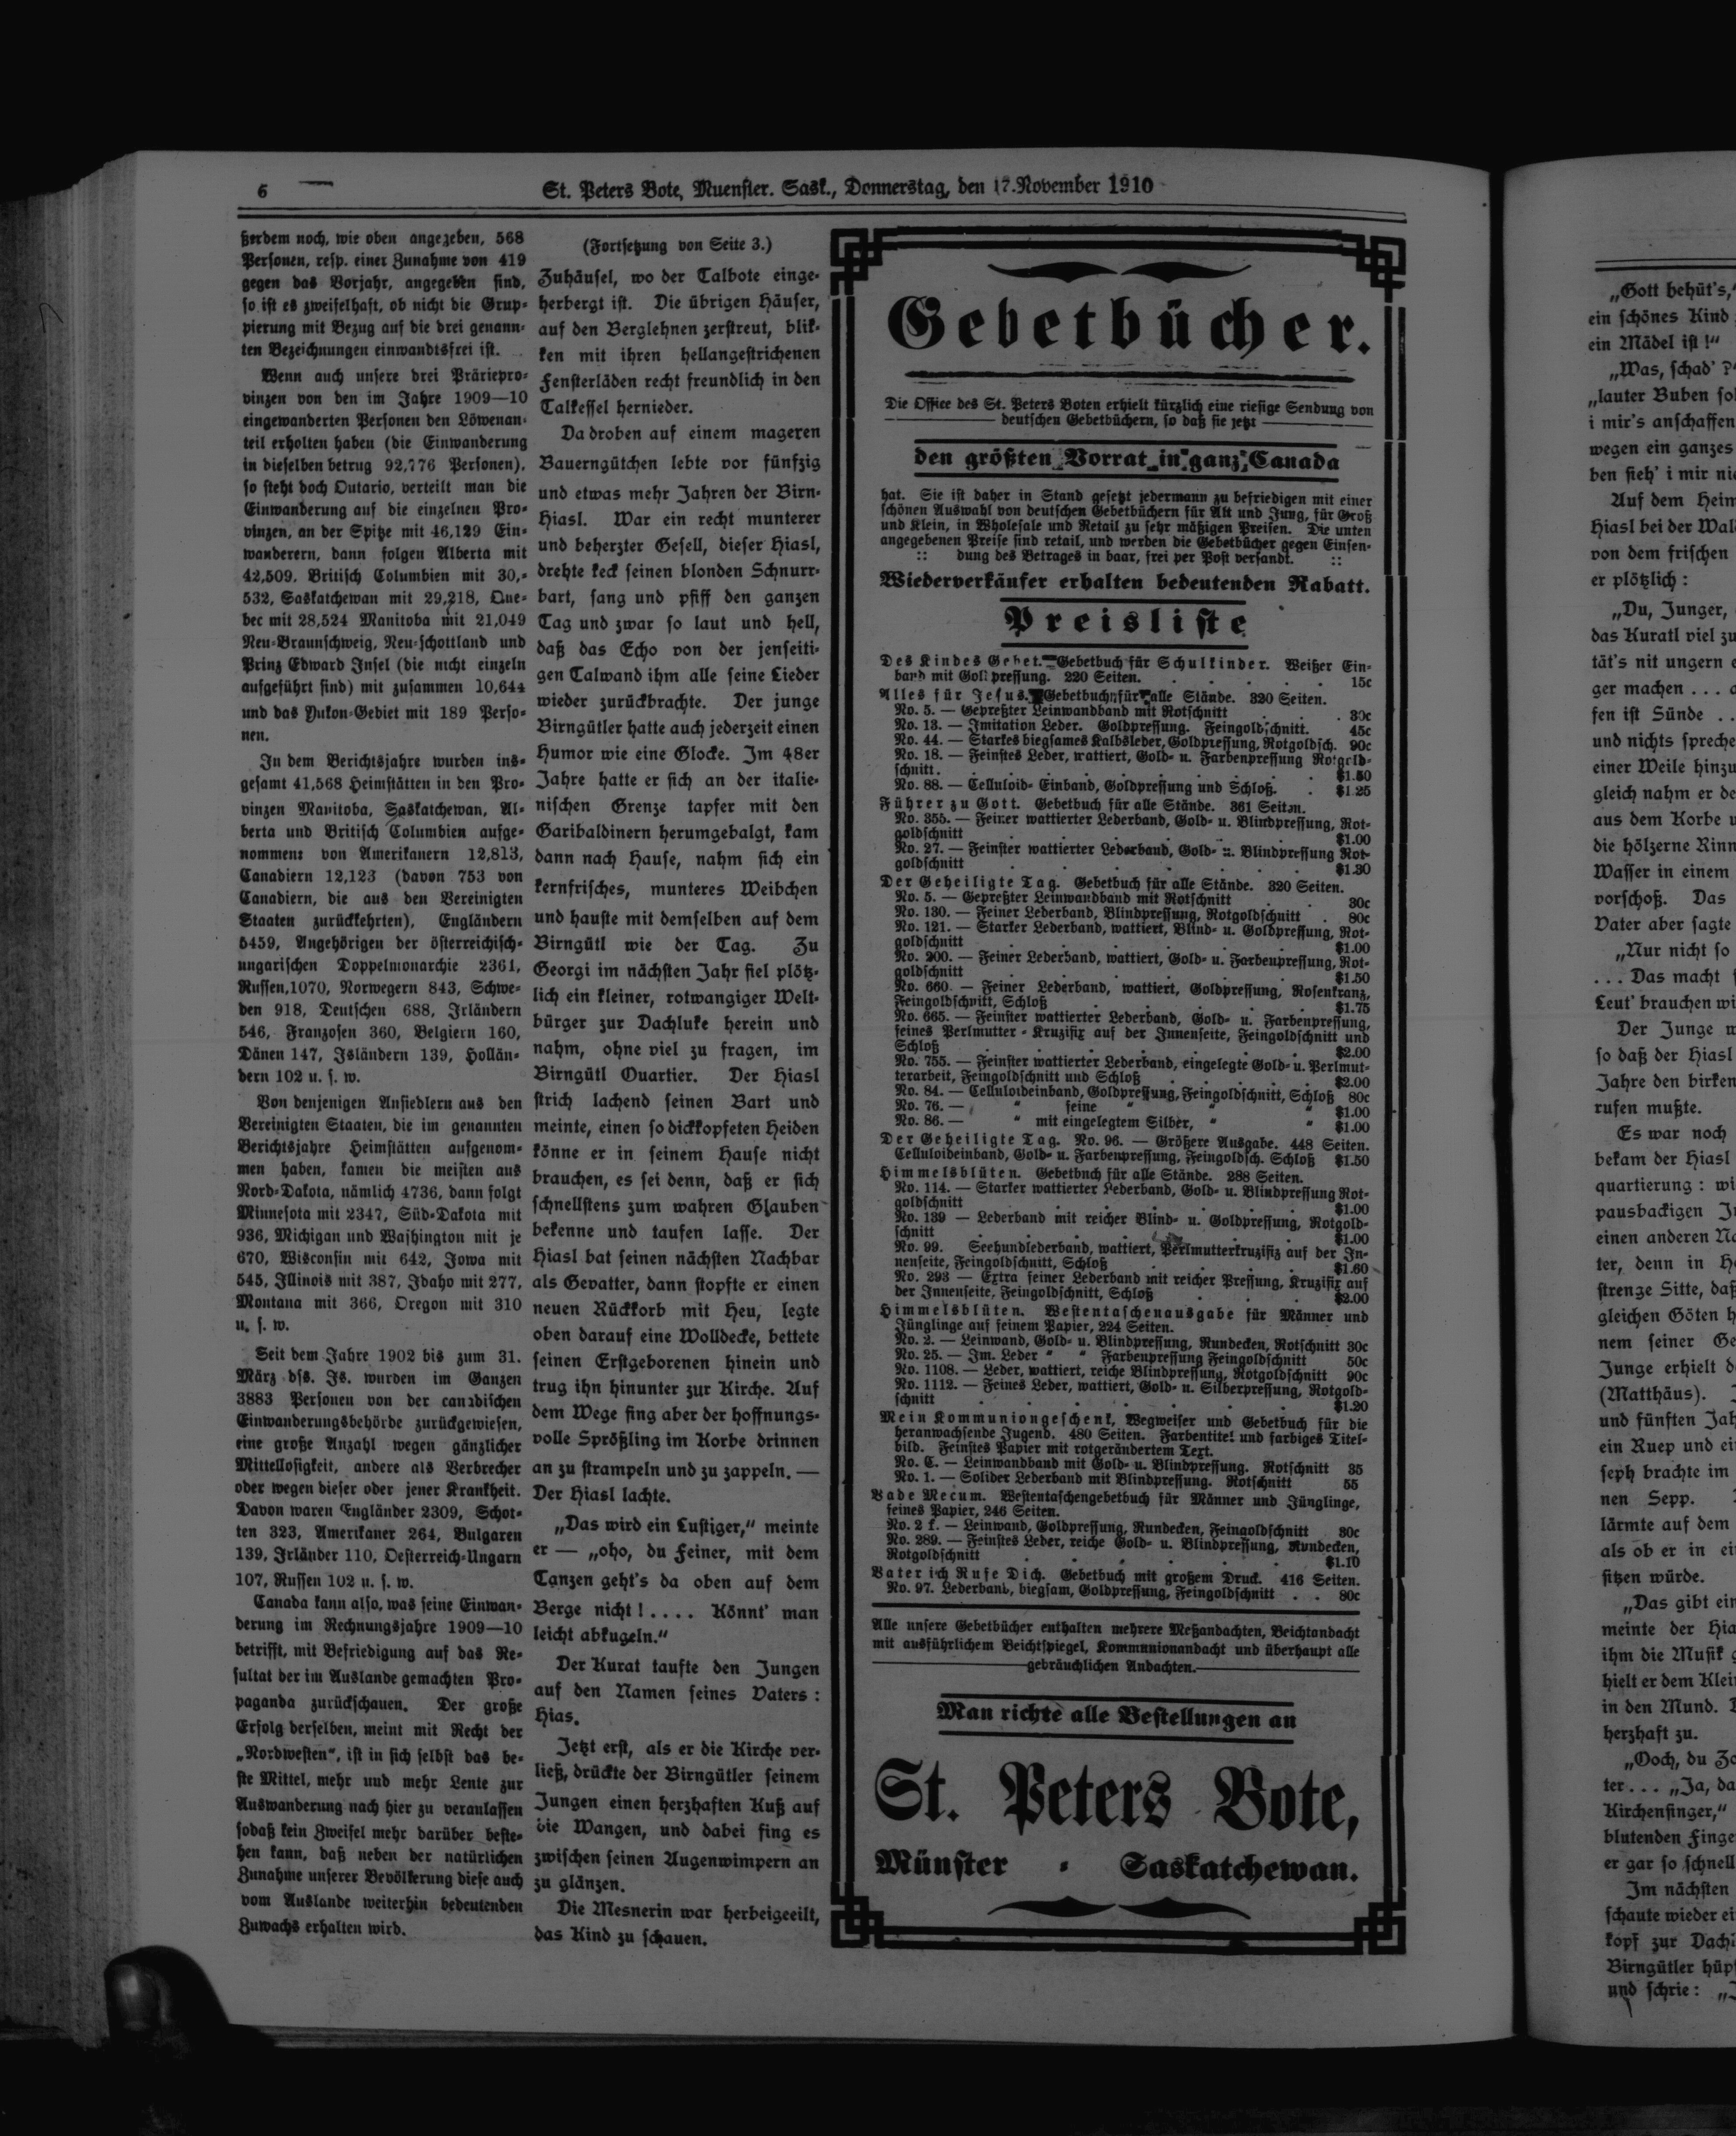 6
St. Peters Bote, Muenster. Sask., Donnerstag, den 17. November 1910
ßerdem noch, wie oben angegeben, 568
Personen, resp. einer Zunahme von 419
gegen das Vorjahr, angegeben sind,
so ist es zweifelhaft, ob nicht die Grup-
pierung mit Bezug auf die drei genann-
ten Bezeichnungen einwandtsfrei ist.
Wenn auch unsere drei Präriepro-
vinzen von den im Jahre 1909—10
eingewanderten Personen den Löwenan-
teil erholten haben (die Einwanderung
in dieselben betrug 92,776 Personen),
so steht doch Ontario, verteilt man die
Einwanderung auf die einzelnen Pro-
vinzen, an der Spitze mit 46,129 Ein-
wanderern, dann folgen Alberta mit
42,509, Britisch Columbien mit 30,-
532, Saskatchewan mit 29,218, Que-
bec mit 28,524 Manitoba mit 21,049
Neu-Braunschweig, Neu-schottland und
Prinz Edward Insel (die nicht einzeln
aufgeführt sind) mit zusammen 10,644
und das Yukon-Gebiet mit 189 Perso-
nen.
In dem Berichtsjahre wurden ins-
gesamt 41,568 Heimstätten in den Pro-
vinzen Manitoba, Saskatchewan, Al-
berta und Britisch Columbien aufge-
nommen: von Amerikanern 12,813,
Canadiern 12,123 (davon 753 von
Canadiern, die aus den Vereinigten
Staaten zurückkehrten), Engländern
5459, Angehörigen der österreichisch-
ungarischen Doppelmonarchie 2361,
Russen,1070, Norwegern 843, Schwe-
den 918, Deutschen 688, Irländern
546, Franzosen 360, Belgiern 160,
Dänen 147, Isländern 139, Hollän-
dern 102 u. s. w.
Von denjenigen Ansiedlern aus den
Vereinigten Staaten, die im genannten
Berichtsjahre Heimstätten aufgenom-
men haben, kamen die meisten aus
Nord-Dakota, nämlich 4736, dann folgt
Minnesota mit 2347, Süd-Dakota mit
936, Michigan und Washington mit je
670, Wisconsin mit 642, Jowa mit
545, Illinois mit 387, Idaho mit 277,
Montana mit 366, Oregon mit 310
u. s. w.
Seit dem Jahre 1902 bis zum 31.
März dss. Js. wurden im Ganzen
3883 Personen von der canadischen
Einwanderungsbehörde zurückgewiesen,
eine große Anzahl wegen gänzlicher
Mittellosigkeit, andere als Verbrecher
oder wegen dieser oder jener Krankheit.
Davon waren Engländer 2309, Schot-
ten 323, Amerikaner 264, Bulgaren
139, Irländer 110, Oesterreich-Ungarn
107, Russen 102 u. s. w.
Canada kann also, was seine Einwan-
derung im Rechnungsjahre 1909—10
betrifft, mit Befriedigung auf das Re-
sultat der im Auslande gemachten Pro-
paganda zurückschauen. Der große
Erfolg derselben, meint mit Recht der
„Nordwesten“, ist in sich selbst das be-
ste Mittel, mehr und mehr Leute zur
Auswanderung nach hier zu veranlassen
sodaß kein Zweifel mehr darüber beste-
hen kann, daß neben der natürlichen
Zunahme unserer Bevölkerung diese auch
vom Auslande weiterhin bedeutenden
Zuwachs erhalten wird.
(Fortsetzung von Seite 3.)
Zuhäusel, wo der Talbote einge-
herbergt ist. Die übrigen Häuser,
auf den Berglehnen zerstreut, blik-
ken mit ihren hellangestrichenen
Fensterläden recht freundlich in den
Talkessel hernieder.
Da droben auf einem mageren
Bauerngütchen lebte vor fünfzig
und etwas mehr Jahren der Birn-
Hiasl. War ein recht munterer
und beherzter Gesell, dieser Hiasl,
drehte keck seinen blonden Schnurr-
bart, sang und pfiff den ganzen
Tag und zwar so laut und hell,
daß das Echo von der jenseiti-
gen Talwand ihm alle seine Lieder
wieder zurückbrachte. Der junge
Birngütler hatte auch jederzeit einen
Humor wie eine Glocke. Im 48er
Jahre hatte er sich an der italie-
nischen Grenze tapfer mit den
Garibaldinern herumgebalgt, kam
dann nach Hause, nahm sich ein
kernfrisches, munteres Weibchen
und hauste mit demselben auf dem
Birngütl wie der Tag. Zu
Georgi im nächsten Jahr fiel plötz-
lich ein kleiner, rotwangiger Welt-
bürger zur Dachluke herein und
nahm, ohne viel zu fragen, im
Birngütl Quartier. Der Hiasl
strich lachend seinen Bart und
meinte, einen so dickkopfeten Heiden
könne er in seinem Hause nicht
brauchen, es sei denn, daß er sich
schnellstens zum wahren Glauben
bekenne und taufen lasse. Der
Hiasl bat seinen nächsten Nachbar
als Gevatter, dann stopfte er einen
neuen Rückkorb mit Heu, legte
oben darauf eine Wolldecke, bettete
seinen Erstgeborenen hinein und
trug ihn hinunter zur Kirche. Auf
dem Wege fing aber der hoffnungs-
volle Sprößling im Korbe drinnen
an zu strampeln und zu zappeln. —
Der Hiasl lachte.
„Das wird ein Lustiger,“ meinte
er — „oho, du Feiner, mit dem
Tanzen geht's da oben auf dem
Berge nicht! .... Könnt' man
leicht abkugeln.“
Der Kurat taufte den Jungen
auf den Namen seines Vaters:
Hias.
Jetzt erst, als er die Kirche ver-
ließ, drückte der Birngütler seinem
Jungen einen herzhaften Kuß auf
die Wangen, und dabei fing es
zwischen seinen Augenwimpern an
zu glänzen.
Die Mesnerin war herbeigeeilt,
das Kind zu schauen.
Gebetbücher.
Die Office des St. Peters Boten erhielt kürzlich eine riesige Sendung von
deutschen Gebetbüchern, so daß sie jetzt
den größten Vorrat in ganz Canada
hat. Sie ist daher in Stand gesetzt jedermann zu befriedigen mit einer
schönen Auswahl von deutschen Gebetbüchern für Alt und Jung, für Groß
und Klein, in Wholesale und Retail zu sehr mäßigen Preisen. Die unten
angegebenen Preise sind retail, und werden die Gebetbücher gegen Einsen-
:: dung des Betrages in baar, frei per Post versandt. ::
Wiederverkäufer erhalten bedeutenden Rabatt.
Preisliste
Des Kindes Gebet. Gebetbuch für Schulkinder. Weißer Ein-
band mit Goldpressung. 220 Seiten. 15c
Alles für Jesus. Gebetbuch für alle Stände. 320 Seiten.
No. 5. — Gepreßter Leinwandband mit Rotschnitt 30c
No. 13. — Imitation Leder. Goldpressung. Feingoldschnitt. 45c
No. 44. — Starkes biegsames Kalbsleder, Goldpressung, Rotgoldsch. 90c
No. 18. — Feinstes Leder, wattiert, Gold- u. Farbenpressung Rotgold-
schnitt. $1.50
No. 88. — Celluloid- Einband, Goldpressung und Schloß. $1.25
Führer zu Gott. Gebetbuch für alle Stände. 361 Seiten.
No. 355. — Feiner wattierter Lederband, Gold- u. Blindpressung, Rot-
goldschnitt $1.00
No. 27. — Feinster wattierter Lederband, Gold- u. Blindpressung Rot-
goldschnitt $1.30
Der Geheiligte Tag. Gebetbuch für alle Stände. 320 Seiten.
No. 5. — Gepreßter Leinwandband mit Rotschnitt 30c
No. 130. — Feiner Lederband, Blindpressung, Rotgoldschnitt 80c
No. 121. — Starker Lederband, wattiert, Blind- u. Goldpressung, Rot-
goldschnitt $1.00
No. 200. — Feiner Lederband, wattiert, Gold- u. Farbenpressung, Rot-
goldschnitt $1.50
No. 660. — Feiner Lederband, wattiert, Goldpressung, Rosenkranz,
Feingoldschnitt, Schloß $1.75
No. 665. — Feinster wattierter Lederband, Gold- u. Farbenpressung,
feines Perlmutter - Kruzifix auf der Innenseite, Feingoldschnitt und
Schloß $2.00
No. 755. — Feinster wattierter Lederband, eingelegte Gold- u. Perlmut-
terarbeit, Feingoldschnitt und Schloß $2.00
No. 84. — Celluloideinband, Goldpressung, Feingoldschnitt, Schloß 80c
No. 76. — “ feine “ “ “ $1.00
No. 86. — “ mit eingelegtem Silber, “ “ $1.00
Der Geheiligte Tag. No. 96. — Größere Ausgabe. 448 Seiten.
Celluloideinband, Gold- u. Farbenpressung, Feingoldsch. Schloß $1.50
Himmelsblüten. Gebetbuch für alle Stände. 288 Seiten.
No. 114. — Starker wattierter Lederband, Gold- u. Blindpressung Rot-
goldschnitt $1.00
No. 139 — Lederband mit reicher Blind- u. Goldpressung, Rotgold-
schnitt $1.00
No. 99. Seehundlederband, wattiert, Perlmutterkruzifix auf der In-
nenseite, Feingoldschnitt, Schloß $1.60
No. 293 — Extra feiner Lederband mit reicher Pressung, Kruzifix auf
der Innenseite, Feingoldschnitt, Schloß $2.00
Himmelsblüten. Westentaschenausgabe für Männer und
Jünglinge auf feinem Papier, 224 Seiten.
No. 2. — Leinwand, Gold- u. Blindpressung, Rundecken, Rotschnitt 30c
No. 25. — Im. Leder “ “ Farbenpressung Feingoldschnitt 50c
No. 1108. — Leder, wattiert, reiche Blindpressung, Rotgoldschnitt 90c
No. 1112. — Feines Leder, wattiert, Gold- u. Silberpressung, Rotgold-
schnitt $1.20
Mein Kommuniongeschenk, Wegweiser und Gebetbuch für die
heranwachsende Jugend. 480 Seiten. Farbentitel und farbiges Titel-
bild. Feinstes Papier mit rotgerändertem Text.
No. C. — Leinwandband mit Gold- u. Blindpressung. Rotschnitt 35
No. 1. — Solider Lederband mit Blindpressung. Rotschnitt 55
Vade Mecum. Westentaschengebetbuch für Männer und Jünglinge,
feines Papier, 246 Seiten.
No. 2 f. — Leinwand, Goldpressung, Rundecken, Feingoldschnitt 30c
No. 289. — Feinstes Leder, reiche Gold- u. Blindpressung, Rundecken,
Rotgoldschnitt $1.10
Vater ich Rufe Dich. Gebetbuch mit großem Druck. 416 Seiten.
No. 97. Lederband, biegsam, Goldpressung, Feingoldschnitt 80c
Alle unsere Gebetbücher enthalten mehrere Meßandachten, Beichtandacht
mit ausführlichem Beichtspiegel, Kommunionandacht und überhaupt alle
gebräuchlichen Andachten.
Man richte alle Bestellungen an
St. Peters Bote,
Münster - Saskatchewan.
„Gott behüt's,“
ein schönes Kind
ein Mädel ist!“
„Was, schad' ?“
„lauter Buben
i mir's anschaffen
wegen ein ganzes
ben sieh' i mir
Auf dem
Hiasl bei der
von dem frischen
er plötzlich:
„Du, Junger,
das Kuratl viel
tät's nit ungern
ger machen ...
fen ist Sünde ..
und nichts
einer Weile
gleich nahm er
aus dem Korbe
die hölzerne
Wasser in einem
vorschoß. Das
Vater aber sagte
„Nur nicht so
... Das macht
Leut' brauchen
Der Junge
so daß der Hiasl
Jahre den
rufen mußte.
Es war noch
bekam der Hiasl
quartierung:
pausbackigen
einen anderen
ter, denn in
strenge Sitte,
gleichen Göten
nem seiner
Junge erhielt
(Matthäus).
und fünften
ein Ruep und
seph brachte im
nen Sepp.
lärmte auf dem
als ob er in
sitzen würde.
„Das gibt
meinte der
ihm die Musik
hielt er dem
in den Mund.
herzhaft zu.
„Ooch, du
ter... „Ja,
Kirchensinger,“
blutenden
er gar so schnell
Im nächsten
schaute wieder
kopf zur
Birngütler
und schrie: